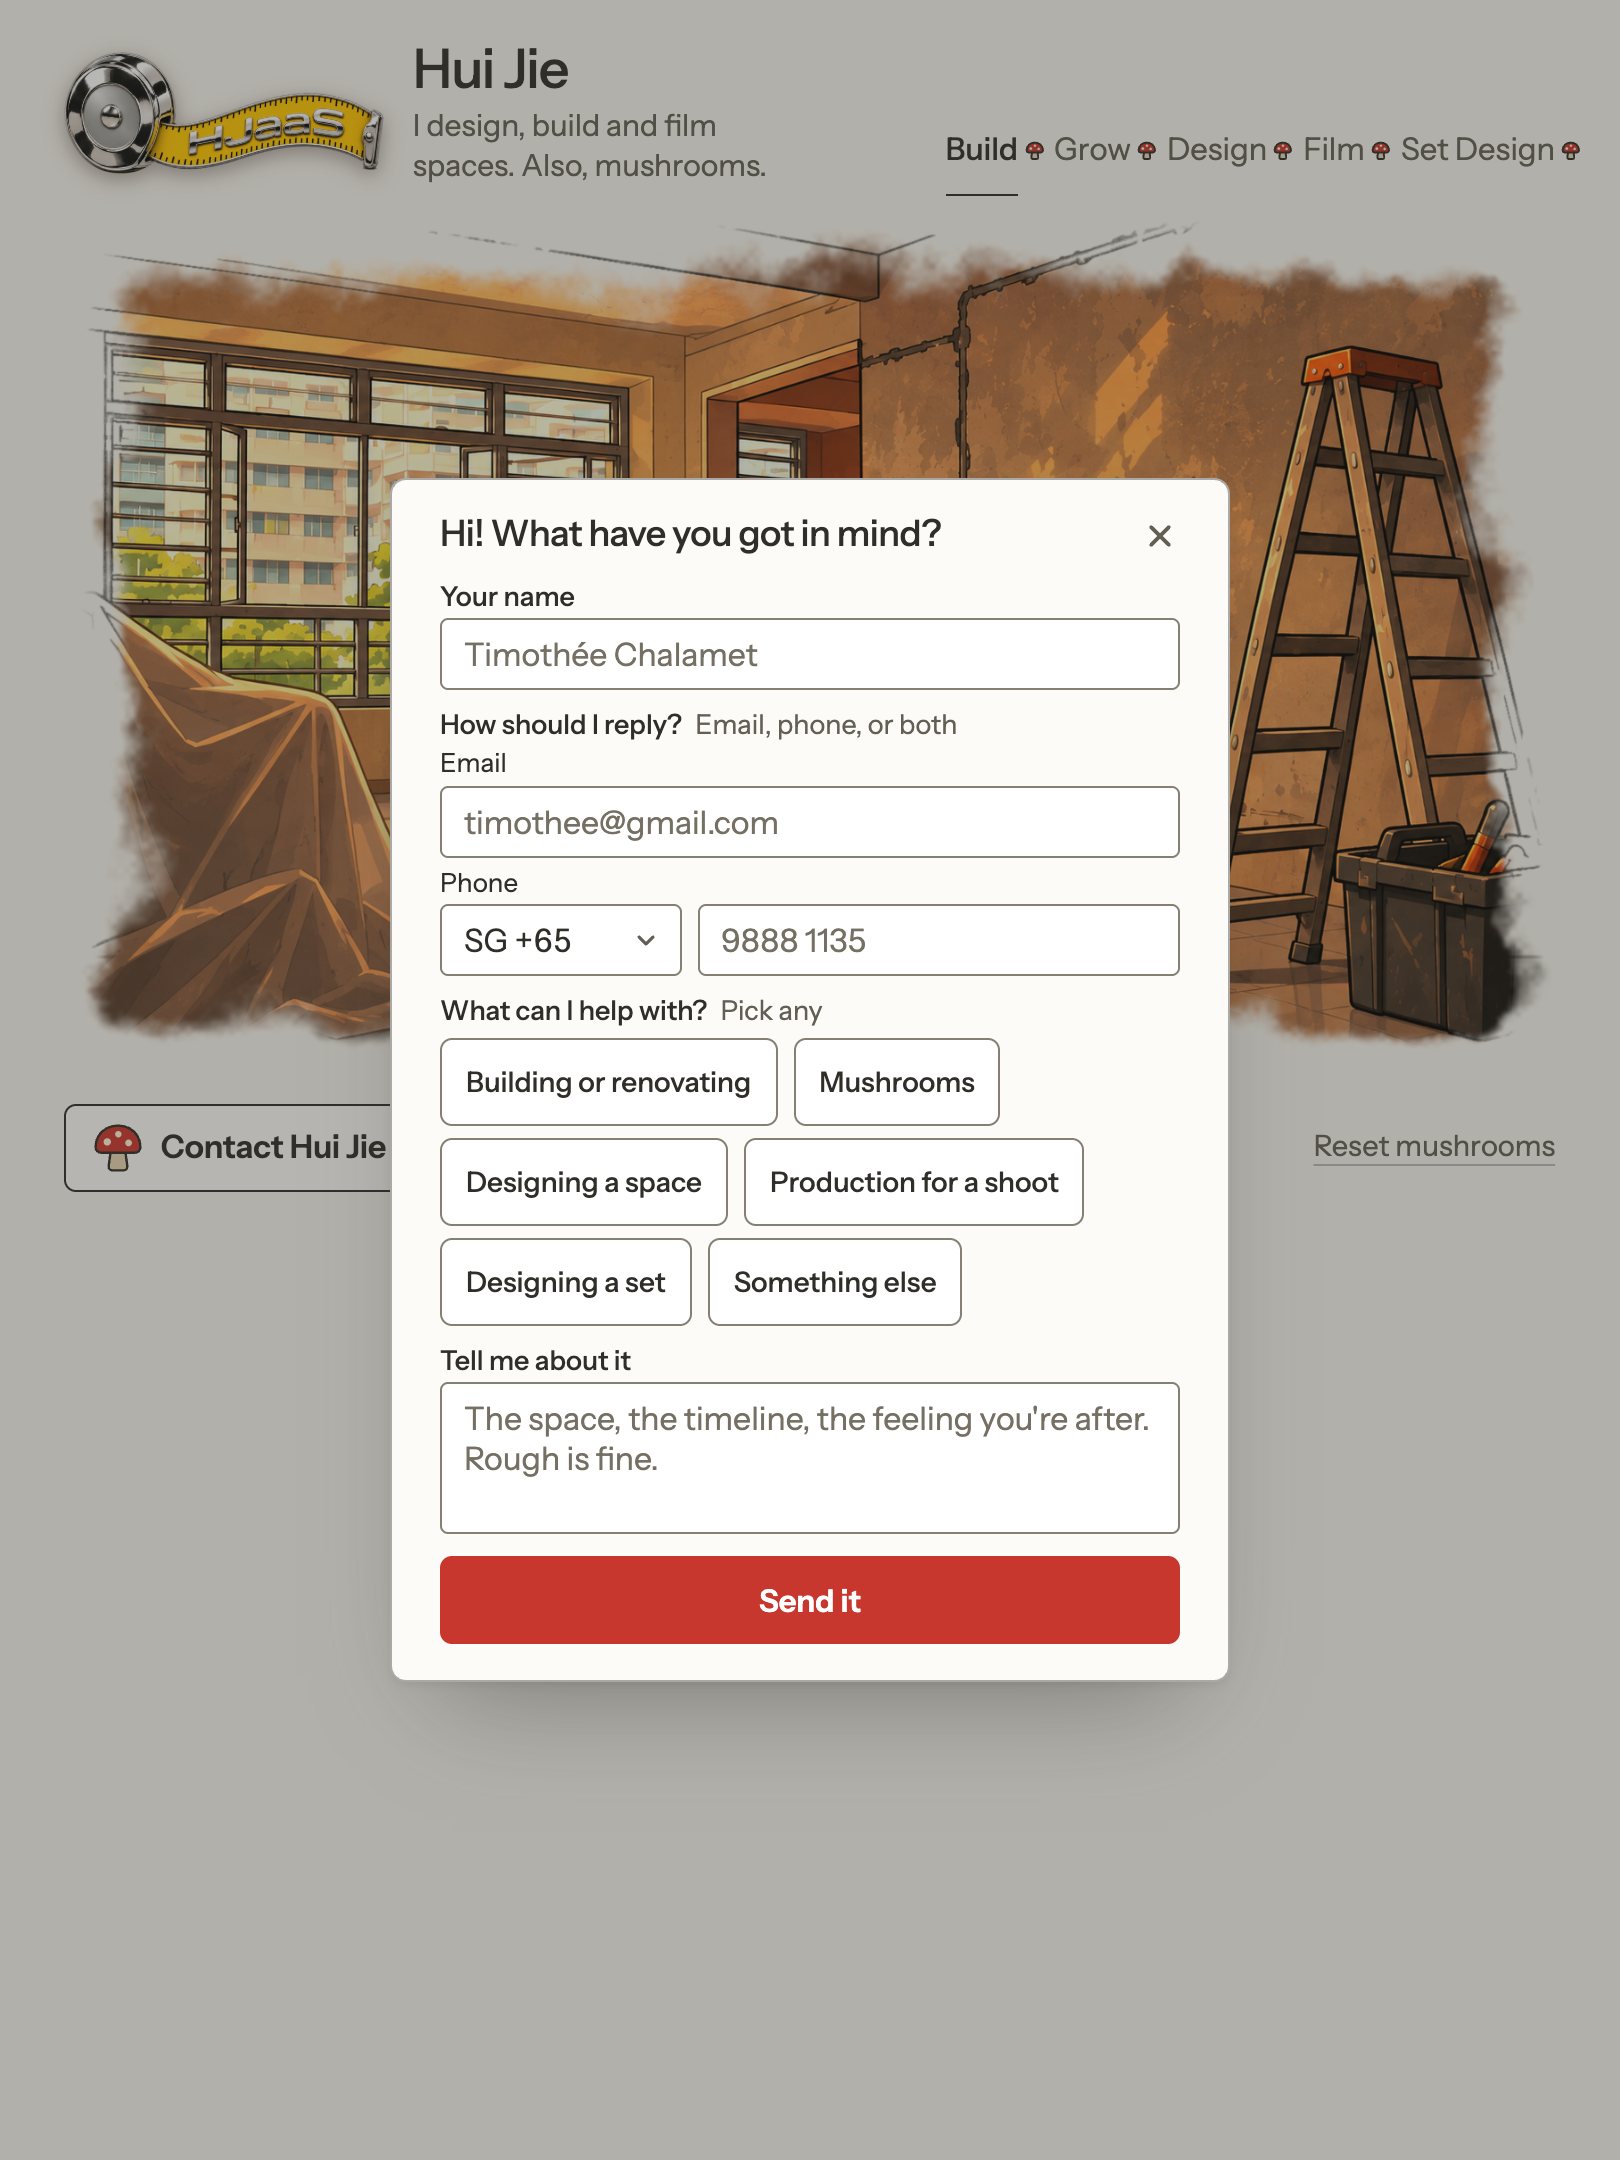 HJaaS
Hui Jie
I design, build and film
spaces. Also, mushrooms.
Build Grow Design Film Set Design
Hi! What have you got in mind?
Your name
Timothée Chalamet
How should I reply? Email, phone, or both
Email
timothee@gmail.com
Phone
SG +65 9888 1135
What can I help with? Pick any
Building or renovating Mushrooms
Designing a space Production for a shoot
Designing a set Something else
Tell me about it
The space, the timeline, the feeling you're after.
Rough is fine.
Send it
Contact Hui Jie
Reset mushrooms